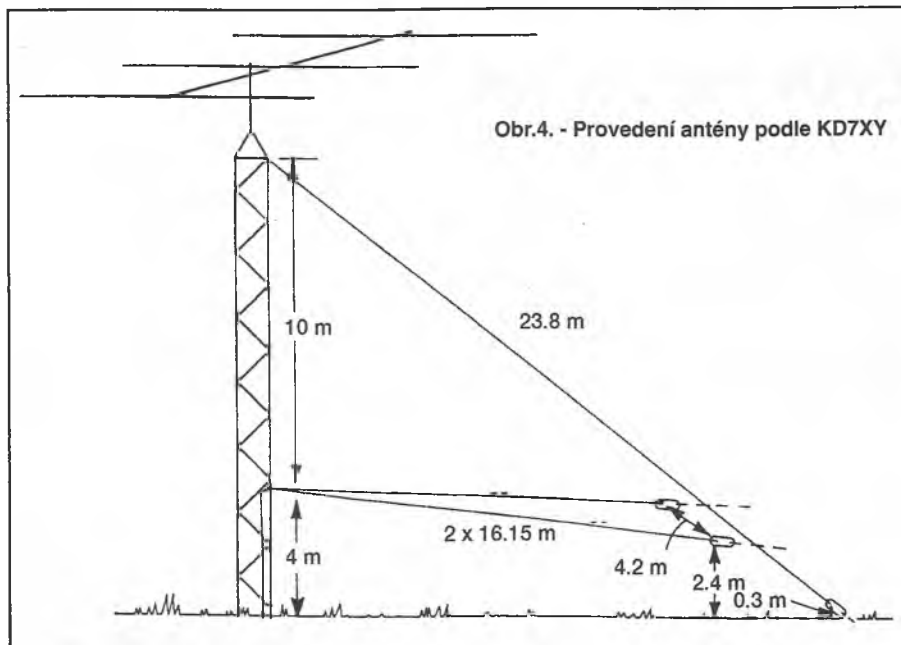 Obr.4. - Provedení antény podle KD7XY
10 m
23.8 m
2 x 16.15 m
4 m
4.2 m
2.4 m
0.3 m